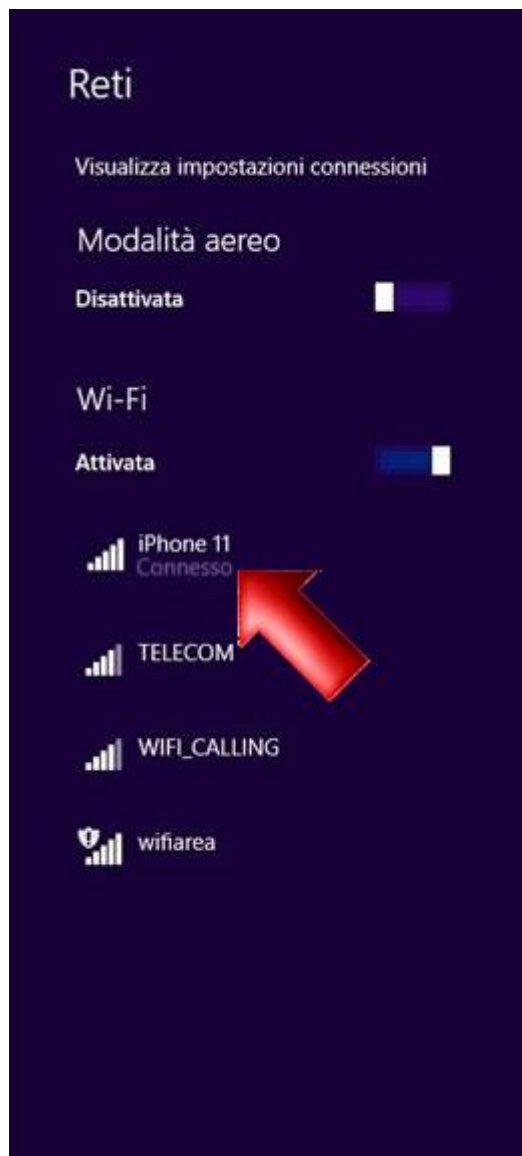 Reti
Visualizza impostazioni connessioni
Modalità aereo
Disattivata
Wi-Fi
Attivata
iPhone 11
Connesso
TELECOM
WIFI_CALLING
wifiarea